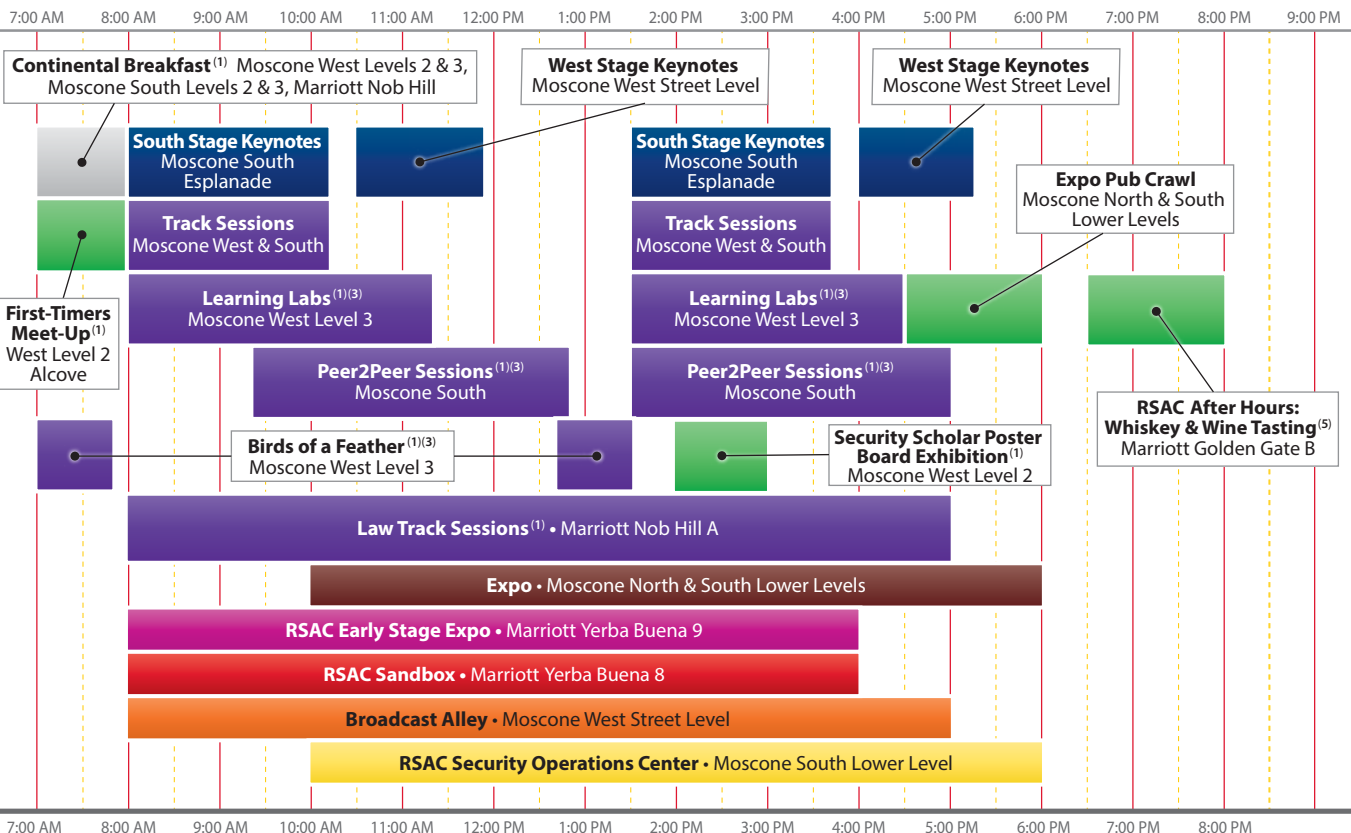 7:00 AM 8:00 AM 9:00 AM 10:00 AM 11:00 AM 12:00 PM 1:00 PM 2:00 PM 3:00 PM 4:00 PM 5:00 PM 6:00 PM 7:00 PM 8:00 PM 9:00 PM
Continental Breakfast(1) Moscone West Levels 2 & 3,
Moscone South Levels 2 & 3, Marriott Nob Hill
West Stage Keynotes
Moscone West Street Level
West Stage Keynotes
Moscone West Street Level
South Stage Keynotes
Moscone South
Esplanade
South Stage Keynotes
Moscone South
Esplanade
Expo Pub Crawl
Moscone North & South
Lower Levels
Track Sessions
Moscone West & South
Track Sessions
Moscone West & South
First-Timers
Meet-Up(1)
West Level 2
Alcove
Learning Labs(1)(3)
Moscone West Level 3
Learning Labs(1)(3)
Moscone West Level 3
Peer2Peer Sessions(1)(3)
Moscone South
Peer2Peer Sessions(1)(3)
Moscone South
RSAC After Hours:
Whiskey & Wine Tasting(5)
Marriott Golden Gate B
Birds of a Feather(1)(3)
Moscone West Level 3
Security Scholar Poster
Board Exhibition(1)
Moscone West Level 2
Law Track Sessions(1) • Marriott Nob Hill A
Expo • Moscone North & South Lower Levels
RSAC Early Stage Expo • Marriott Yerba Buena 9
RSAC Sandbox • Marriott Yerba Buena 8
Broadcast Alley • Moscone West Street Level
RSAC Security Operations Center • Moscone South Lower Level
7:00 AM 8:00 AM 9:00 AM 10:00 AM 11:00 AM 12:00 PM 1:00 PM 2:00 PM 3:00 PM 4:00 PM 5:00 PM 6:00 PM 7:00 PM 8:00 PM 9:00 PM